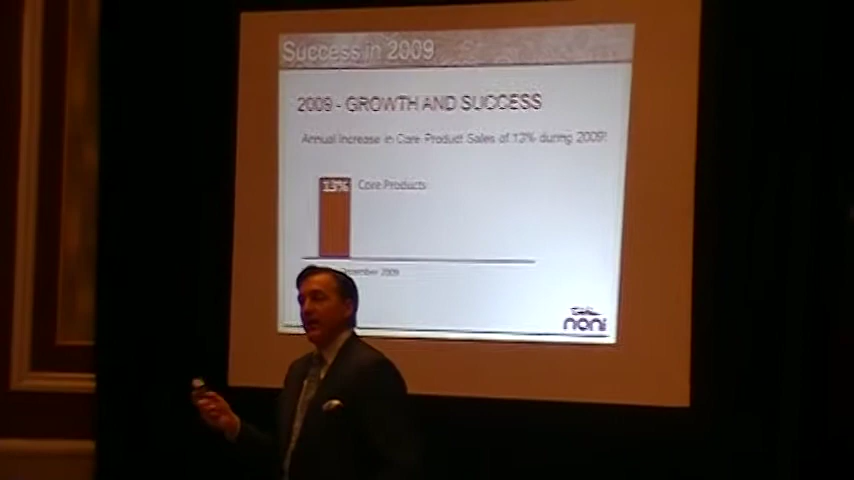 Success in 2009
2009 - GROWTH AND SUCCESS
Annual Increase in Core Product Sales of 13% during 2009!
13% Core Products
December 2009
noni